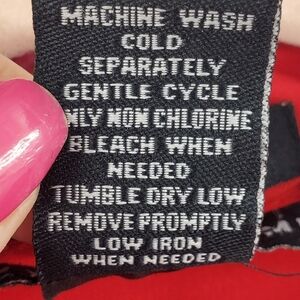 MACHINE WASH
COLD
SEPARATELY
GENTLE CYCLE
ONLY NON CHLORINE
BLEACH WHEN
NEEDED
TUMBLE DRY LOW
REMOVE PROMPTLY
LOW IRON
WHEN NEEDED